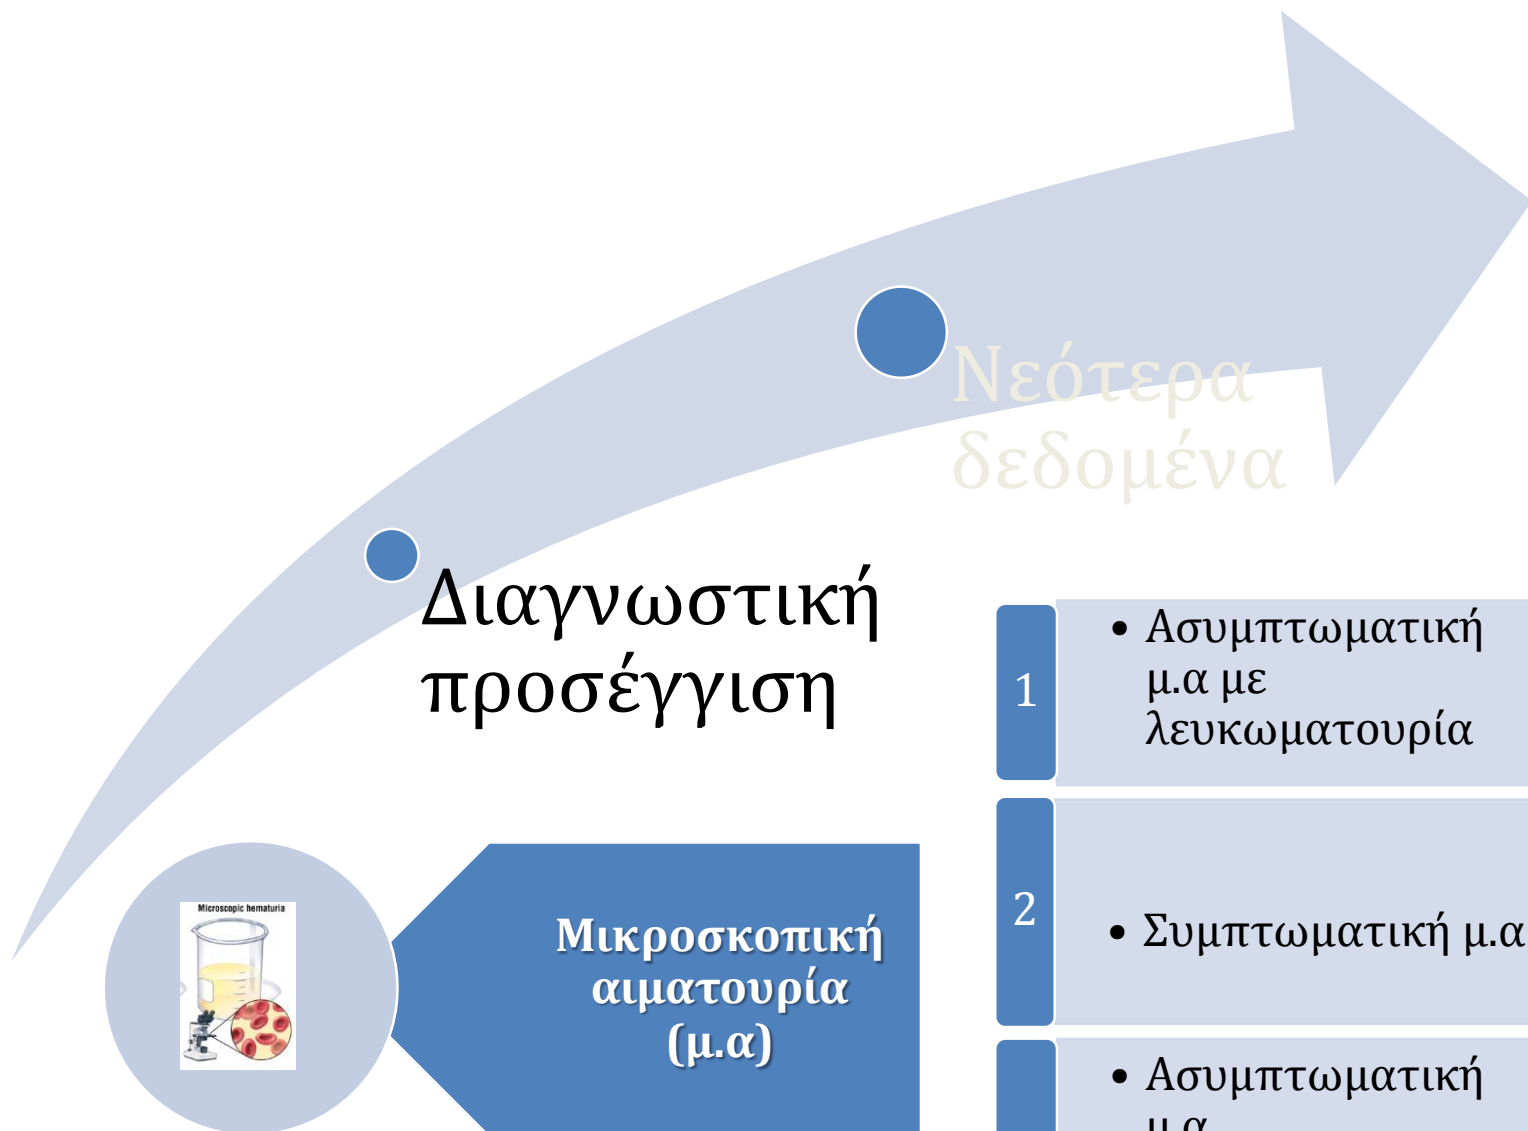 Νεότερα
δεδομένα
Διαγνωστική
προσέγγιση
Microscopic hematuria
Μικροσκοπική
αιματουρία
(μ.α)
1
• Ασυμπτωματική
μ.α με
λευκωματουρία
2
• Συμπτωματική μ.α
• Ασυμπτωματική
μ.α